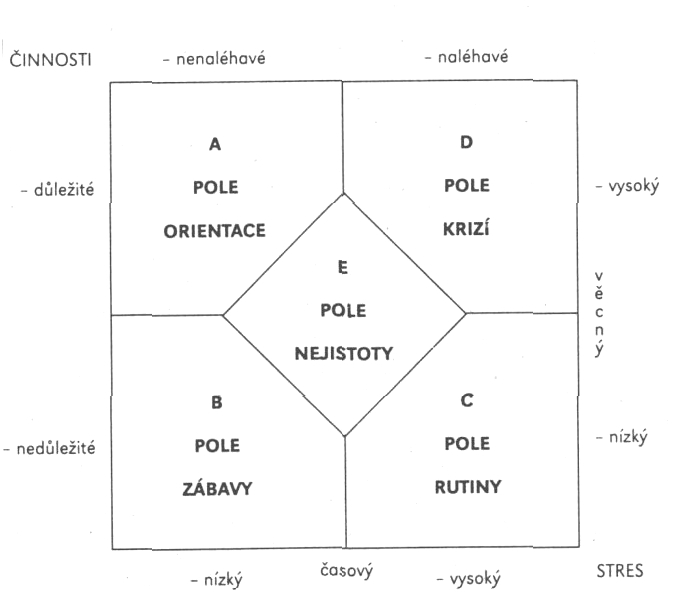 ČINNOSTI
- nenaléhavé
- naléhavé
A
POLE
ORIENTACE
D
POLE
KRIZÍ
- důležité
- vysoký
E
POLE
NEJISTOTY
věcný
B
POLE
ZÁBAVY
C
POLE
RUTINY
- nedůležité
- nízký
- nízký
časový
- vysoký
STRES